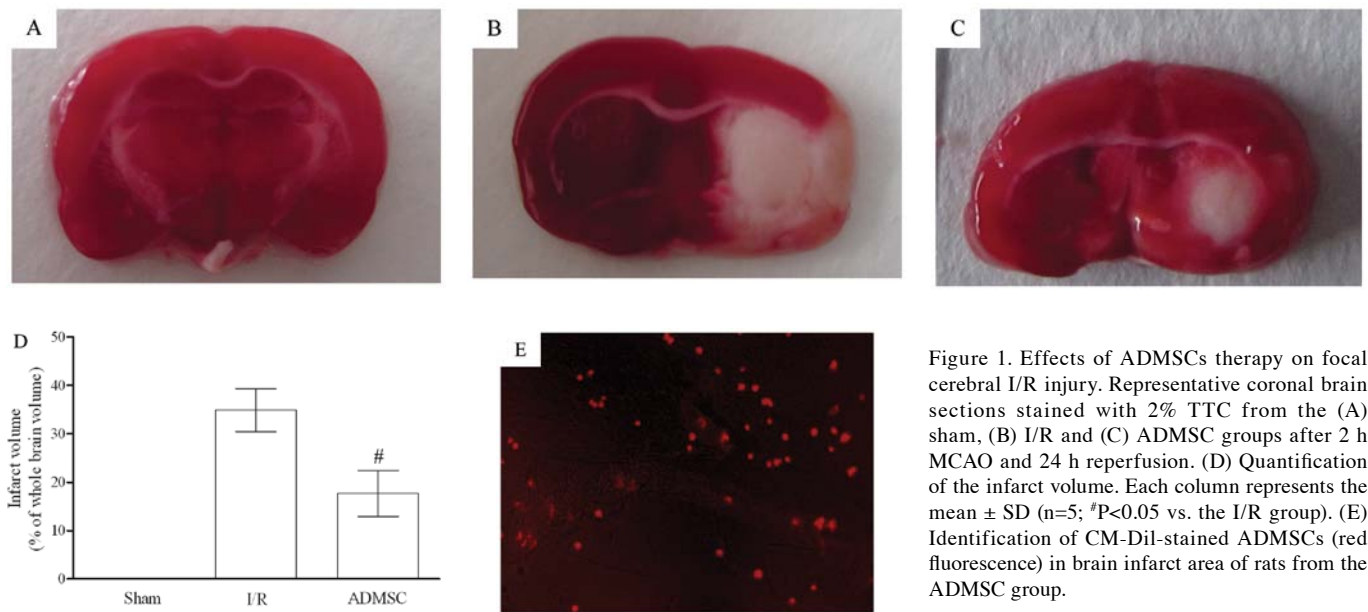 A
B
C
D
Infarct volume
(% of whole brain volume)
50
40
30
20
10
0
#
Sham
I/R
ADMSC
E
Figure 1. Effects of ADMSCs therapy on focal
cerebral I/R injury. Representative coronal brain
sections stained with 2% TTC from the (A)
sham, (B) I/R and (C) ADMSC groups after 2 h
MCAO and 24 h reperfusion. (D) Quantification
of the infarct volume. Each column represents the
mean ± SD (n=5; #P<0.05 vs. the I/R group). (E)
Identification of CM-Dil-stained ADMSCs (red
fluorescence) in brain infarct area of rats from the
ADMSC group.